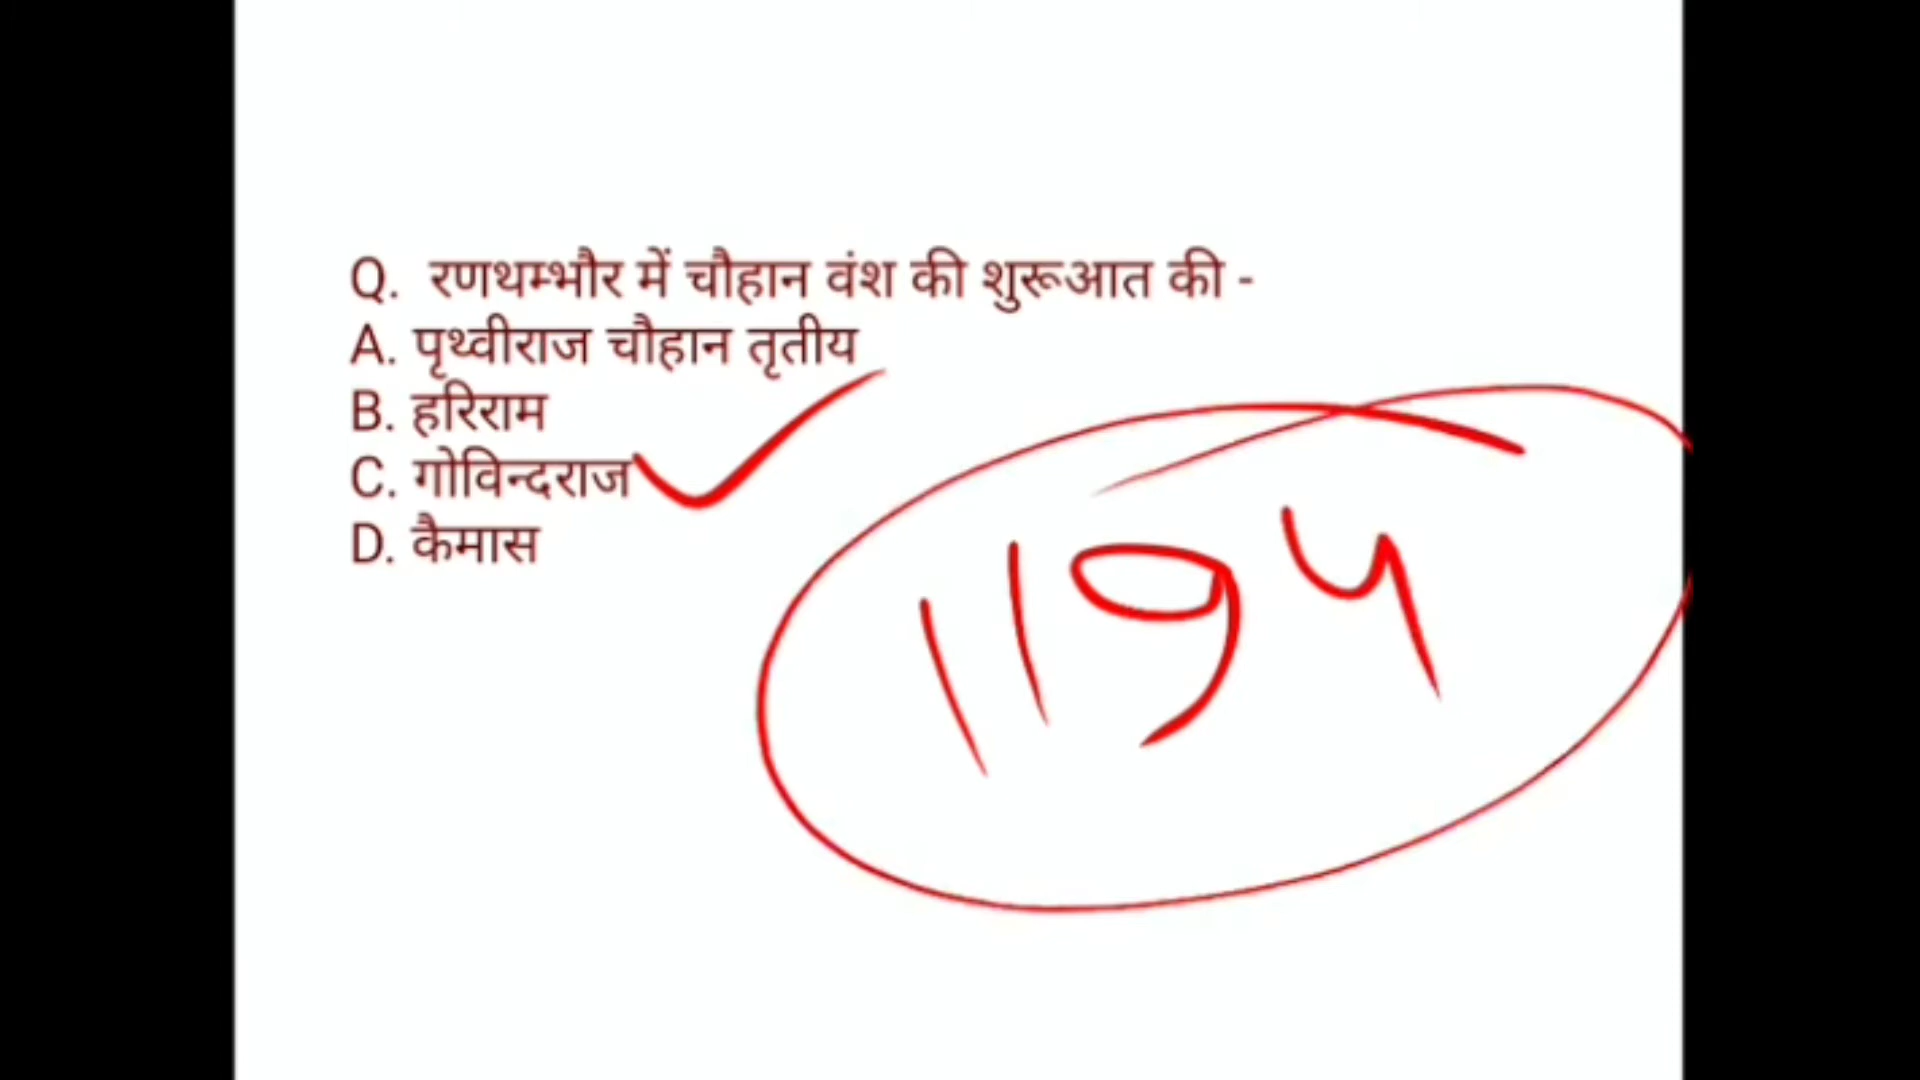 Q. रणथम्भौर में चौहान वंश की शुरूआत की -
A. पृथ्वीराज चौहान तृतीय
B. हरिराम
C. गोविन्दराज
D. कैमास
1194